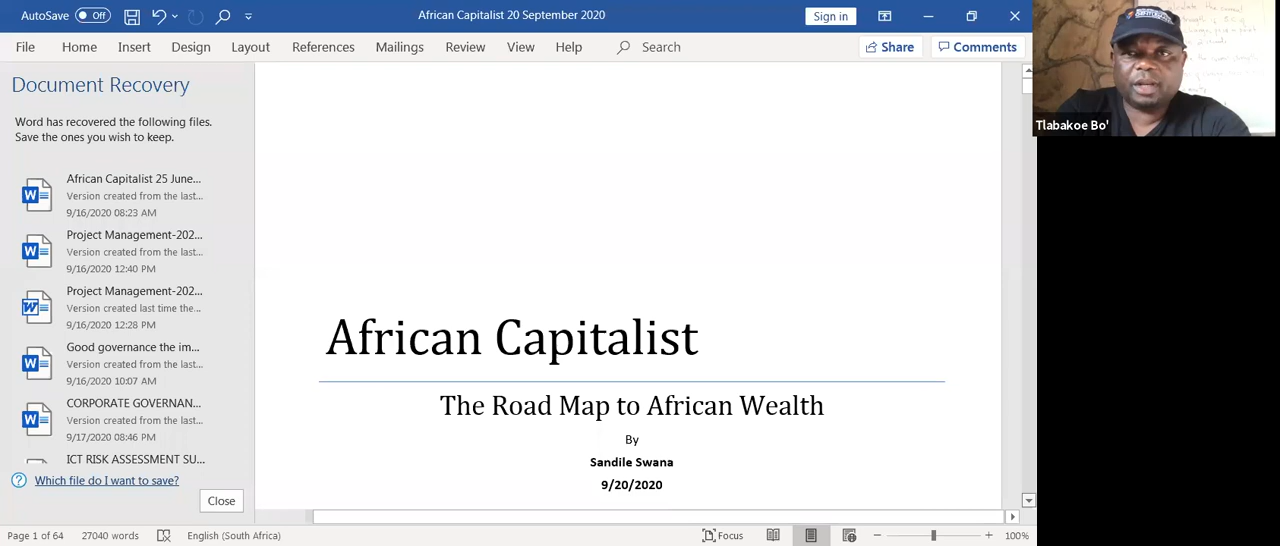 AutoSave Off
African Capitalist 20 September 2020
Sign in
File Home Insert Design Layout References Mailings Review View Help Search
Share Comments
Document Recovery
Word has recovered the following files.
Save the ones you wish to keep.
African Capitalist 25 June...
Version created from the last...
9/16/2020 08:23 AM
Project Management-202...
Version created from the last...
9/16/2020 12:40 PM
Project Management-202...
Version created last time the...
9/16/2020 12:28 PM
Good governance the im...
Version created from the last...
9/16/2020 10:07 AM
CORPORATE GOVERNAN...
Version created from the last...
9/17/2020 08:46 PM
ICT RISK ASSESSMENT SU...
Which file do I want to save?
Close
African Capitalist
The Road Map to African Wealth
By
Sandile Swana
9/20/2020
Tlabakoe Bo'
Page 1 of 64 27040 words English (South Africa)
Focus
100%